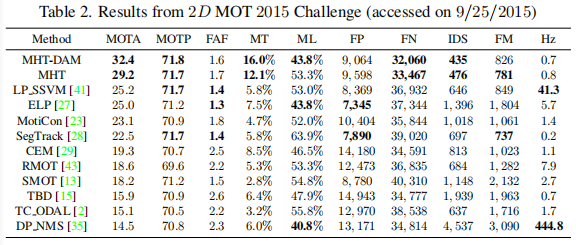 Table 2. Results from 2D MOT 2015 Challenge (accessed on 9/25/2015)
Method MOTA MOTP FAF MT ML FP FN IDS FM Hz
MHT-DAM 32.4 71.8 1.6 16.0% 43.8% 9,064 32,060 435 826 0.7
MHT 29.2 71.7 1.7 12.1% 53.3% 9,598 33,467 476 781 0.8
LP_SSVM [41] 25.2 71.7 1.4 5.8% 53.0% 8,369 36,932 646 849 41.3
ELP [27] 25.0 71.2 1.3 7.5% 43.8% 7,345 37,344 1,396 1,804 5.7
MotiCon [23] 23.1 70.9 1.8 4.7% 52.0% 10,404 35,844 1,018 1,061 1.4
SegTrack [28] 22.5 71.7 1.4 5.8% 63.9% 7,890 39,020 697 737 0.2
CEM [29] 19.3 70.7 2.5 8.5% 46.5% 14,180 34,591 813 1,023 1.1
RMOT [43] 18.6 69.6 2.2 5.3% 53.3% 12,473 36,835 684 1,282 7.9
SMOT [13] 18.2 71.2 1.5 2.8% 54.8% 8,780 40,310 1,148 2,132 2.7
TBD [15] 15.9 70.9 2.6 6.4% 47.9% 14,943 34,777 1,939 1,963 0.7
TC_ODAL [2] 15.1 70.5 2.2 3.2% 55.8% 12,970 38,538 637 1,716 1.7
DP_NMS [35] 14.5 70.8 2.3 6.0% 40.8% 13,171 34,814 4,537 3,090 444.8